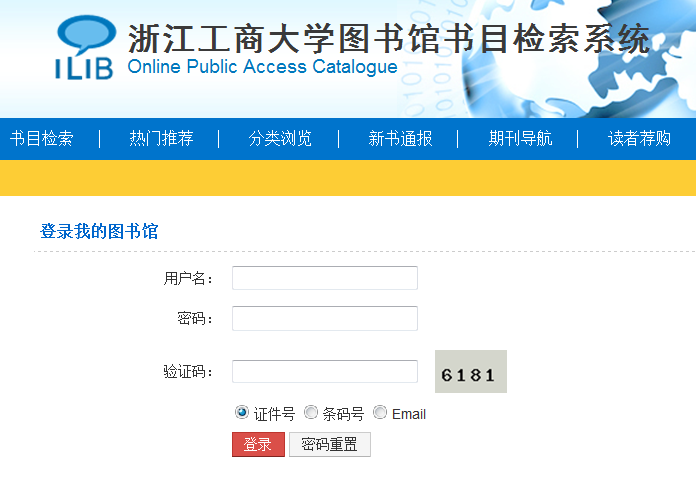 浙江工商大学图书馆书目检索系统
ILIB
Online Public Access Catalogue
书目检索 热门推荐 分类浏览 新书通报 期刊导航 读者荐购
登录我的图书馆
用户名：
密码：
验证码： 6181
证件号 条码号 Email
登录 密码重置